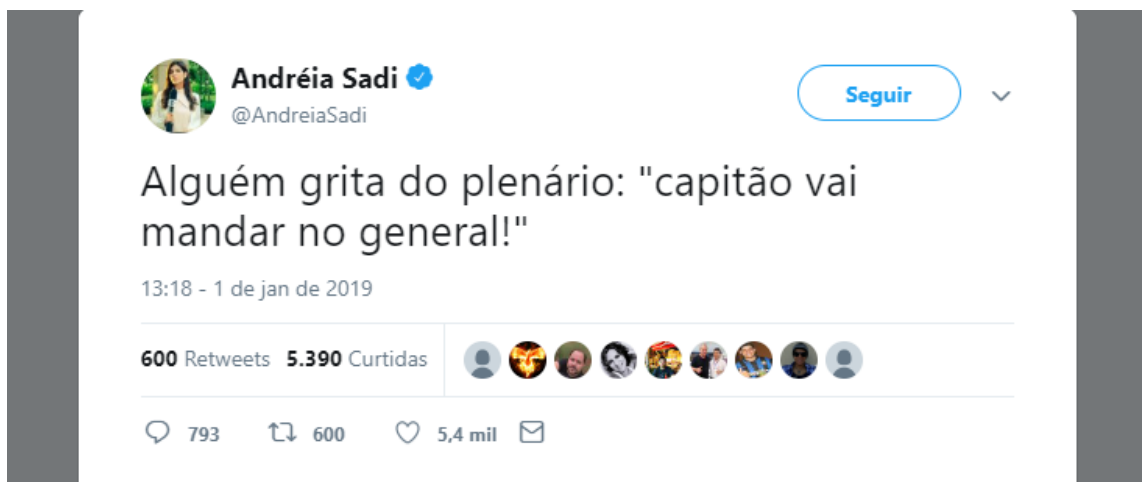 Andréia Sadi
@AndreiaSadi
Seguir
Alguém grita do plenário: "capitão vai
mandar no general!"
13:18 - 1 de jan de 2019
600 Retweets 5.390 Curtidas
793 600 5,4 mil